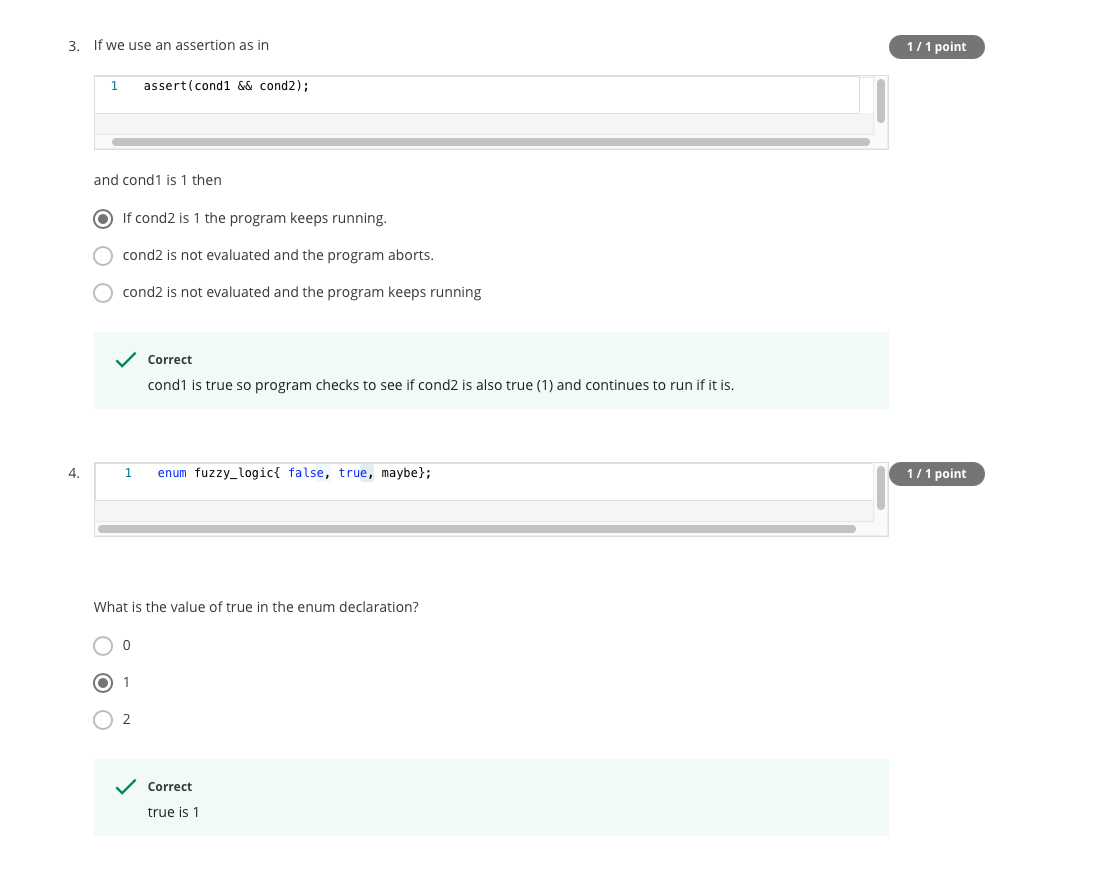 3. If we use an assertion as in
1 / 1 point
1 assert(cond1 && cond2);
and cond1 is 1 then
If cond2 is 1 the program keeps running.
cond2 is not evaluated and the program aborts.
cond2 is not evaluated and the program keeps running
Correct
cond1 is true so program checks to see if cond2 is also true (1) and continues to run if it is.
4.
1 enum fuzzy_logic{ false, true, maybe};
1 / 1 point
What is the value of true in the enum declaration?
0
1
2
Correct
true is 1